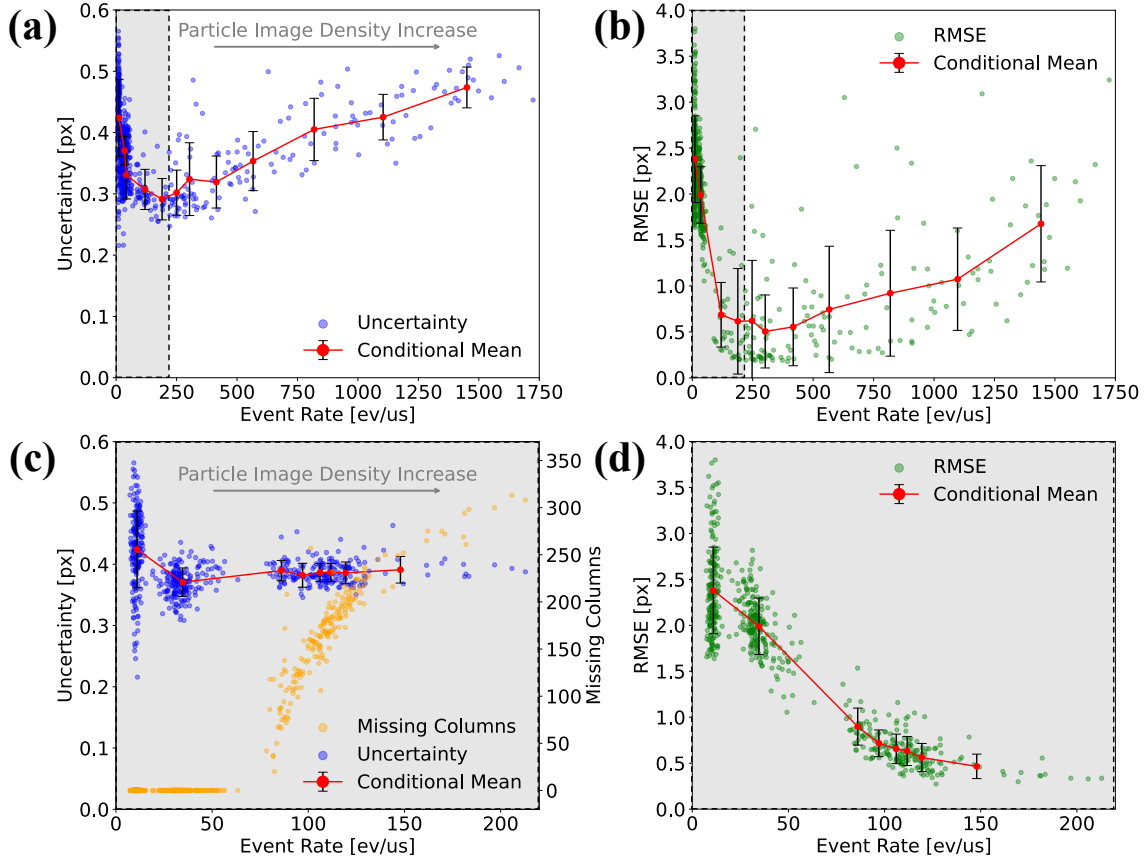 (a)
Particle Image Density Increase
0.6
0.5
0.4
0.3
0.2
0.1
0.0
Uncertainty [px]
Uncertainty
Conditional Mean
0 250 500 750 1000 1250 1500 1750
Event Rate [ev/us]
(b)
RMSE
Conditional Mean
4.0
3.5
3.0
2.5
2.0
1.5
1.0
0.5
0.0
RMSE [px]
0 250 500 750 1000 1250 1500 1750
Event Rate [ev/us]
(c)
Particle Image Density Increase
0.6
0.5
0.4
0.3
0.2
0.1
0.0
Uncertainty [px]
350
300
250
200
150
100
50
0
Missing Columns
Missing Columns
Uncertainty
Conditional Mean
0 50 100 150 200
Event Rate [ev/us]
(d)
RMSE
Conditional Mean
4.0
3.5
3.0
2.5
2.0
1.5
1.0
0.5
0.0
RMSE [px]
0 50 100 150 200
Event Rate [ev/us]